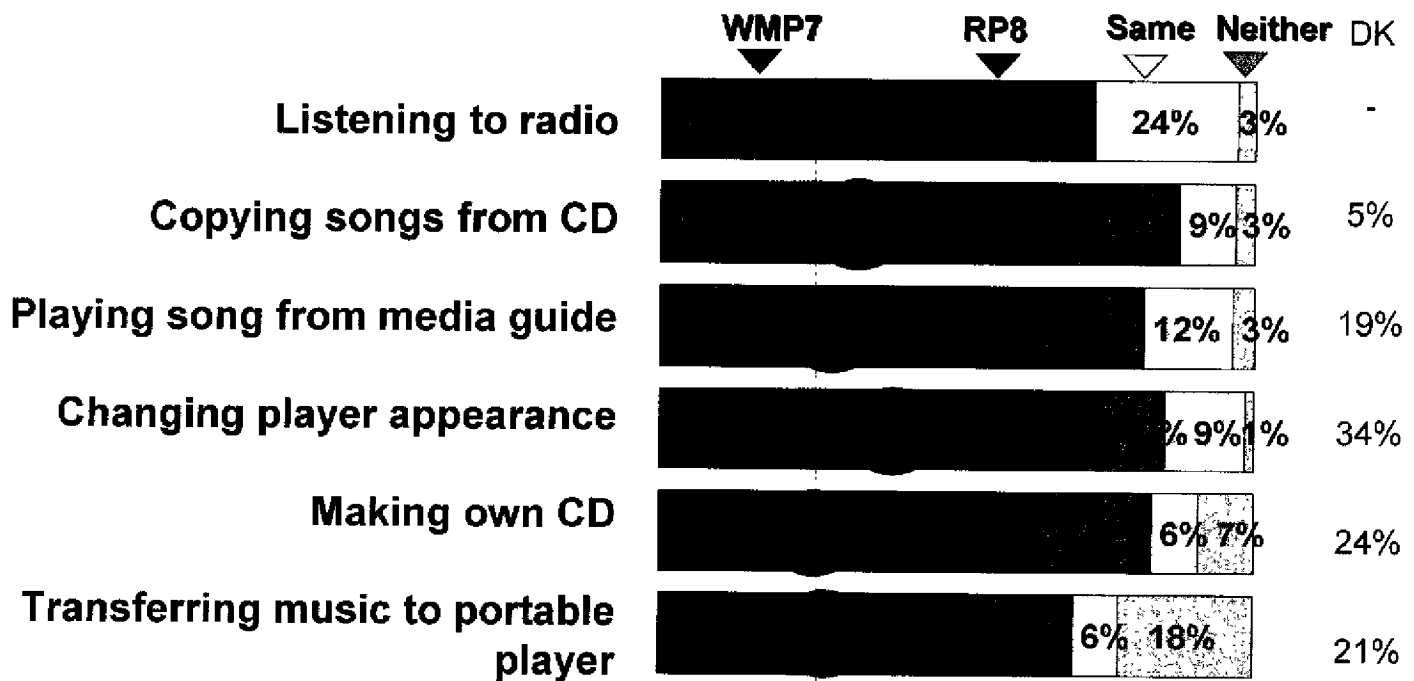 WMP7 RP8 Same Neither DK
Listening to radio 24% 3% -
Copying songs from CD 9% 3% 5%
Playing song from media guide 12% 3% 19%
Changing player appearance % 9% 1% 34%
Making own CD 6% 7% 24%
Transferring music to portable
player 6% 18% 21%